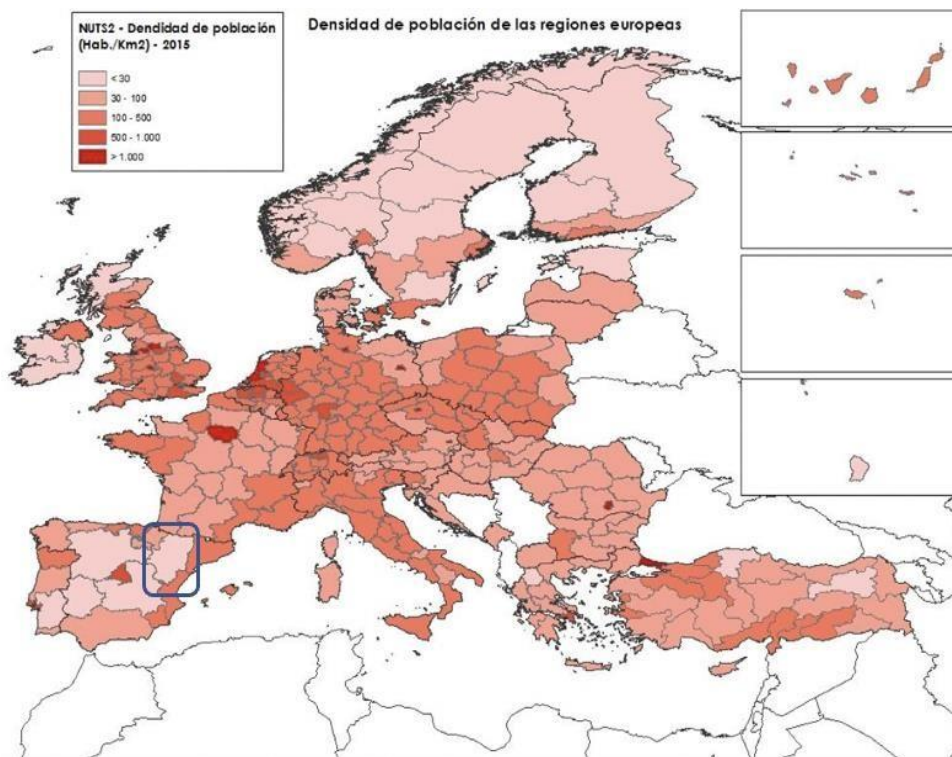 Densidad de población de las regiones europeas
NUTS2 - Dendidad de población
(Hab./Km2) - 2015
< 30
30 - 100
100 - 500
500 - 1.000
> 1.000